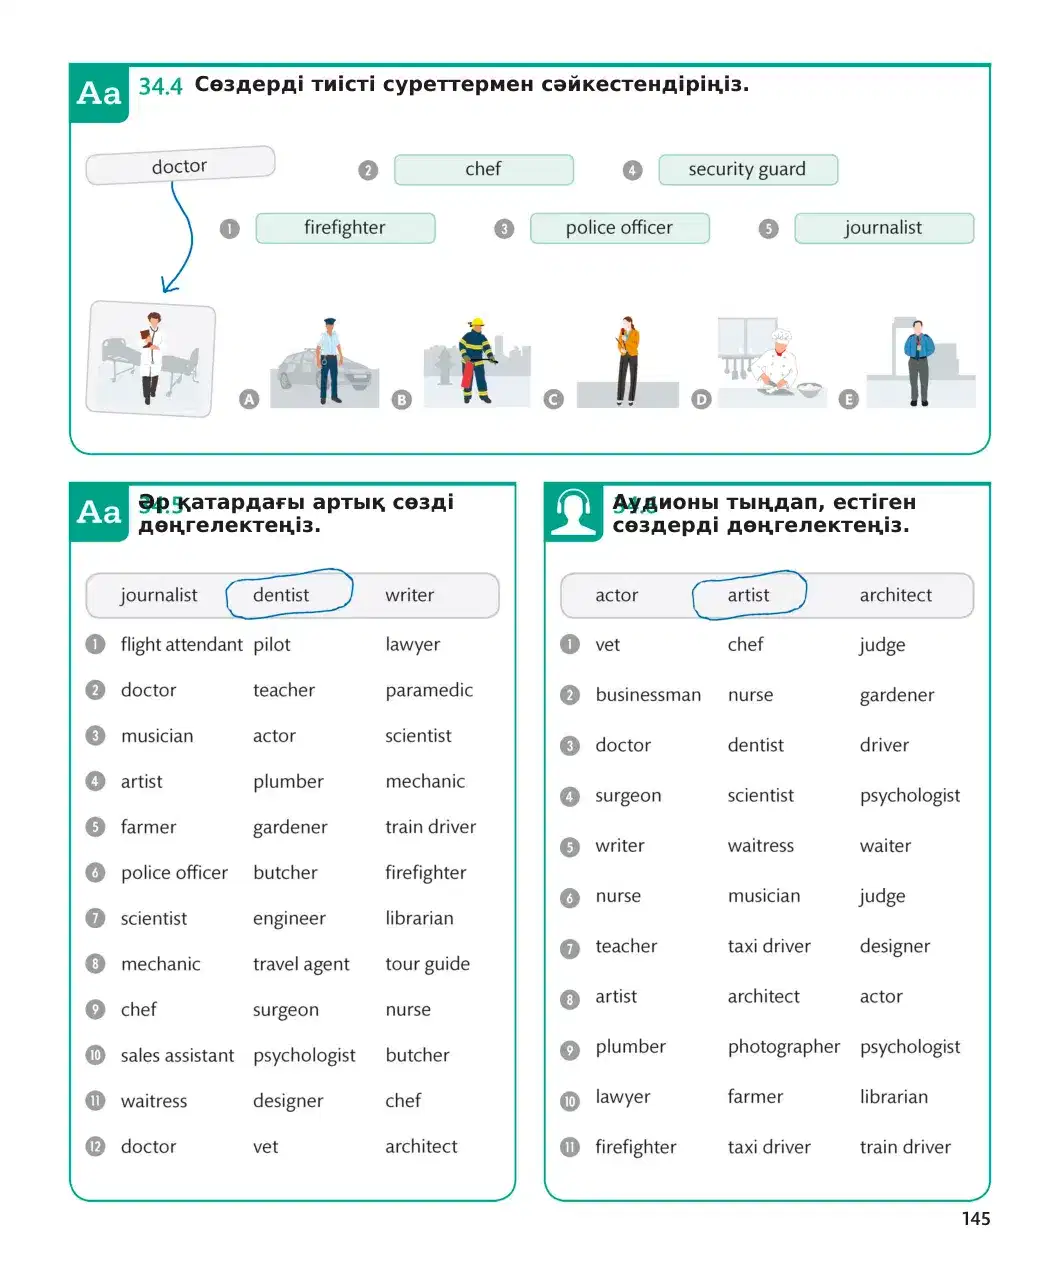 Aa 34.4 Сөздерді тиісті суреттермен сәйкестендіріңіз.
doctor
2 chef
4 security guard
1 firefighter
3 police officer
5 journalist
A
B
C
D
E
Aa 34.5 Әр қатардағы артық сөзді
дөңгелектеңіз.
journalist dentist writer
1 flight attendant pilot lawyer
2 doctor teacher paramedic
3 musician actor scientist
4 artist plumber mechanic
5 farmer gardener train driver
6 police officer butcher firefighter
7 scientist engineer librarian
8 mechanic travel agent tour guide
9 chef surgeon nurse
10 sales assistant psychologist butcher
11 waitress designer chef
12 doctor vet architect
34.6 Аудионы тыңдап, естіген
сөздерді дөңгелектеңіз.
actor artist architect
1 vet chef judge
2 businessman nurse gardener
3 doctor dentist driver
4 surgeon scientist psychologist
5 writer waitress waiter
6 nurse musician judge
7 teacher taxi driver designer
8 artist architect actor
9 plumber photographer psychologist
10 lawyer farmer librarian
11 firefighter taxi driver train driver
145